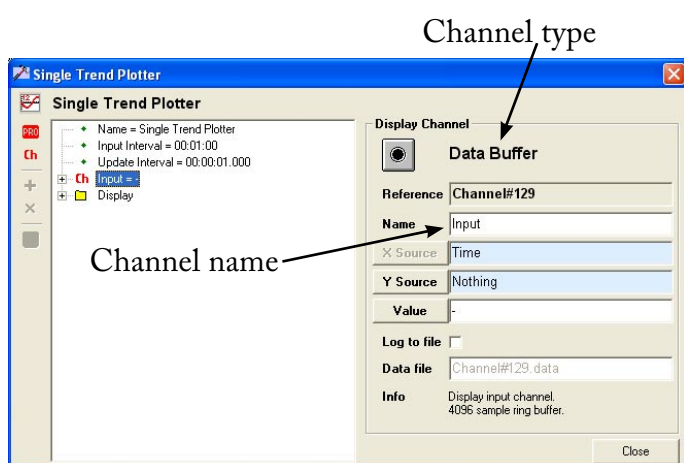 Channel type
Single Trend Plotter
Single Trend Plotter
PRO
Ch
Name = Single Trend Plotter
Input Interval = 00:01:00
Update Interval = 00:00:01.000
Ch Input = -
Display
Channel name
Display Channel
Data Buffer
Reference Channel#129
Name Input
X Source Time
Y Source Nothing
Value -
Log to file
Data file Channel#129.data
Info Display input channel.
4096 sample ring buffer.
Close